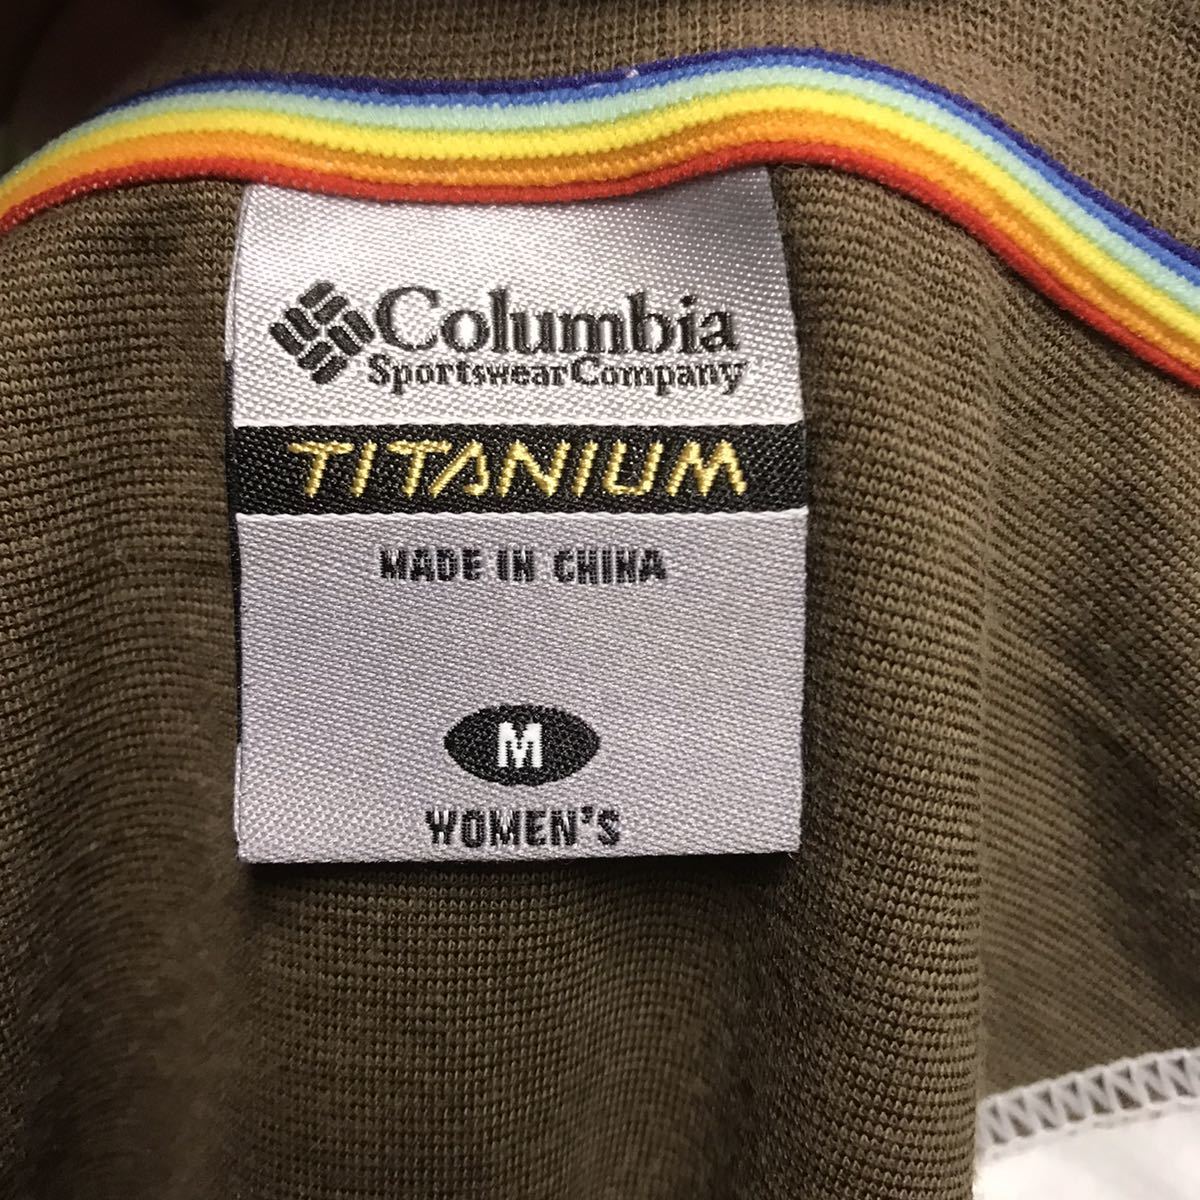 Columbia
Sportswear Company
TITANIUM
MADE IN CHINA
M
WOMEN'S